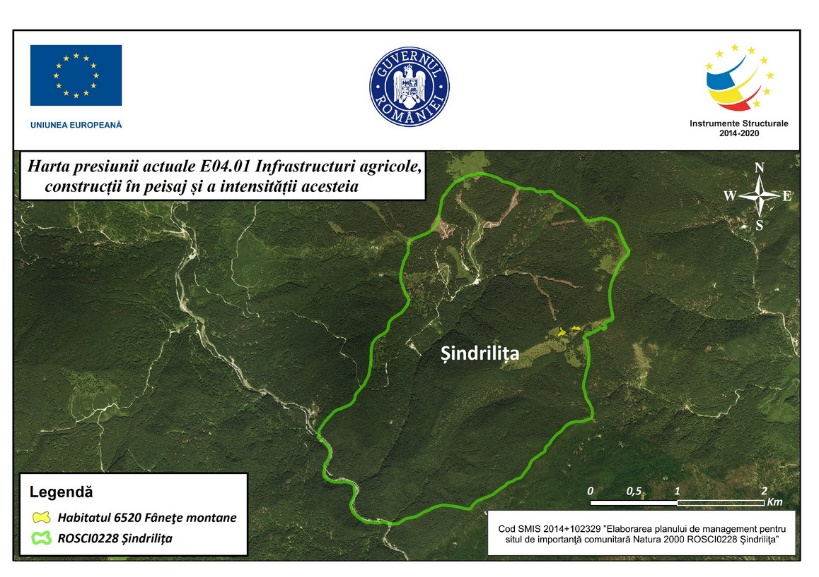 UNIUNEA EUROPEANĂ
GUVERNUL ROMÂNIEI
Instrumente Structurale
2014-2020
Harta presiunii actuale E04.01 Infrastructuri agricole,
construcții în peisaj și a intensității acesteia
N
W E
S
Șindrilița
Legendă
Habitatul 6520 Fânețe montane
ROSCI0228 Șindrilița
0 0,5 1 2
Km
Cod SMIS 2014+102329 "Elaborarea planului de management pentru
situl de importanță comunitară Natura 2000 ROSCI0228 Șindrilița"